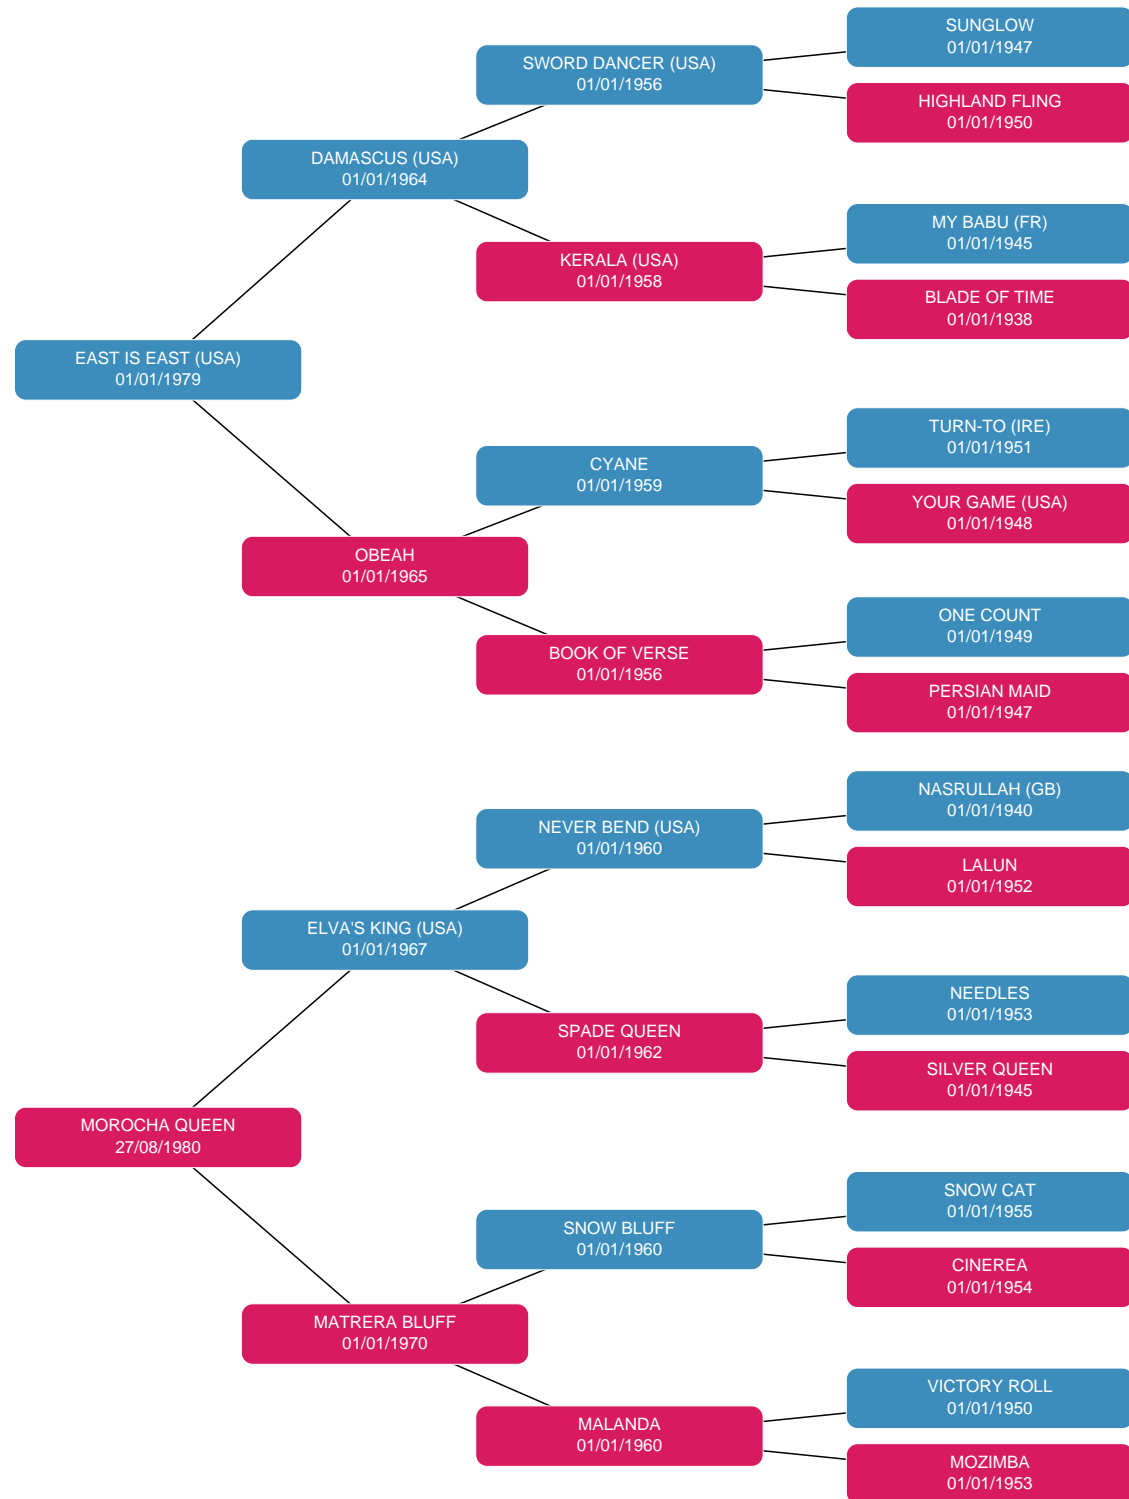 SUNGLOW
01/01/1947
SWORD DANCER (USA)
01/01/1956
HIGHLAND FLING
01/01/1950
DAMASCUS (USA)
01/01/1964
MY BABU (FR)
01/01/1945
KERALA (USA)
01/01/1958
BLADE OF TIME
01/01/1938
EAST IS EAST (USA)
01/01/1979
TURN-TO (IRE)
01/01/1951
CYANE
01/01/1959
YOUR GAME (USA)
01/01/1948
OBEAH
01/01/1965
ONE COUNT
01/01/1949
BOOK OF VERSE
01/01/1956
PERSIAN MAID
01/01/1947
NASRULLAH (GB)
01/01/1940
NEVER BEND (USA)
01/01/1960
LALUN
01/01/1952
ELVA'S KING (USA)
01/01/1967
NEEDLES
01/01/1953
SPADE QUEEN
01/01/1962
SILVER QUEEN
01/01/1945
MOROCHA QUEEN
27/08/1980
SNOW CAT
01/01/1955
SNOW BLUFF
01/01/1960
CINEREA
01/01/1954
MATRERA BLUFF
01/01/1970
VICTORY ROLL
01/01/1950
MALANDA
01/01/1960
MOZIMBA
01/01/1953